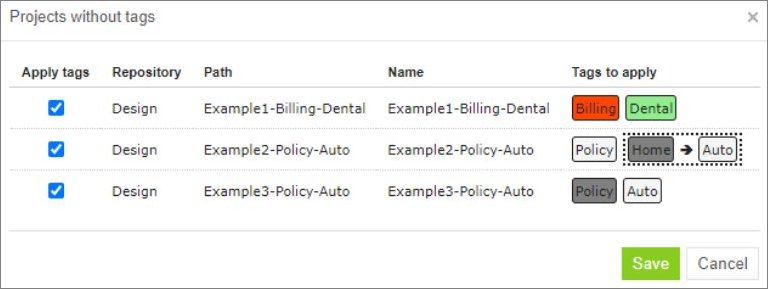 Projects without tags ×
Apply tags Repository Path Name Tags to apply
Design Example1-Billing-Dental Example1-Billing-Dental Billing Dental
Design Example2-Policy-Auto Example2-Policy-Auto Policy Home ➔ Auto
Design Example3-Policy-Auto Example3-Policy-Auto Policy Auto
Save Cancel